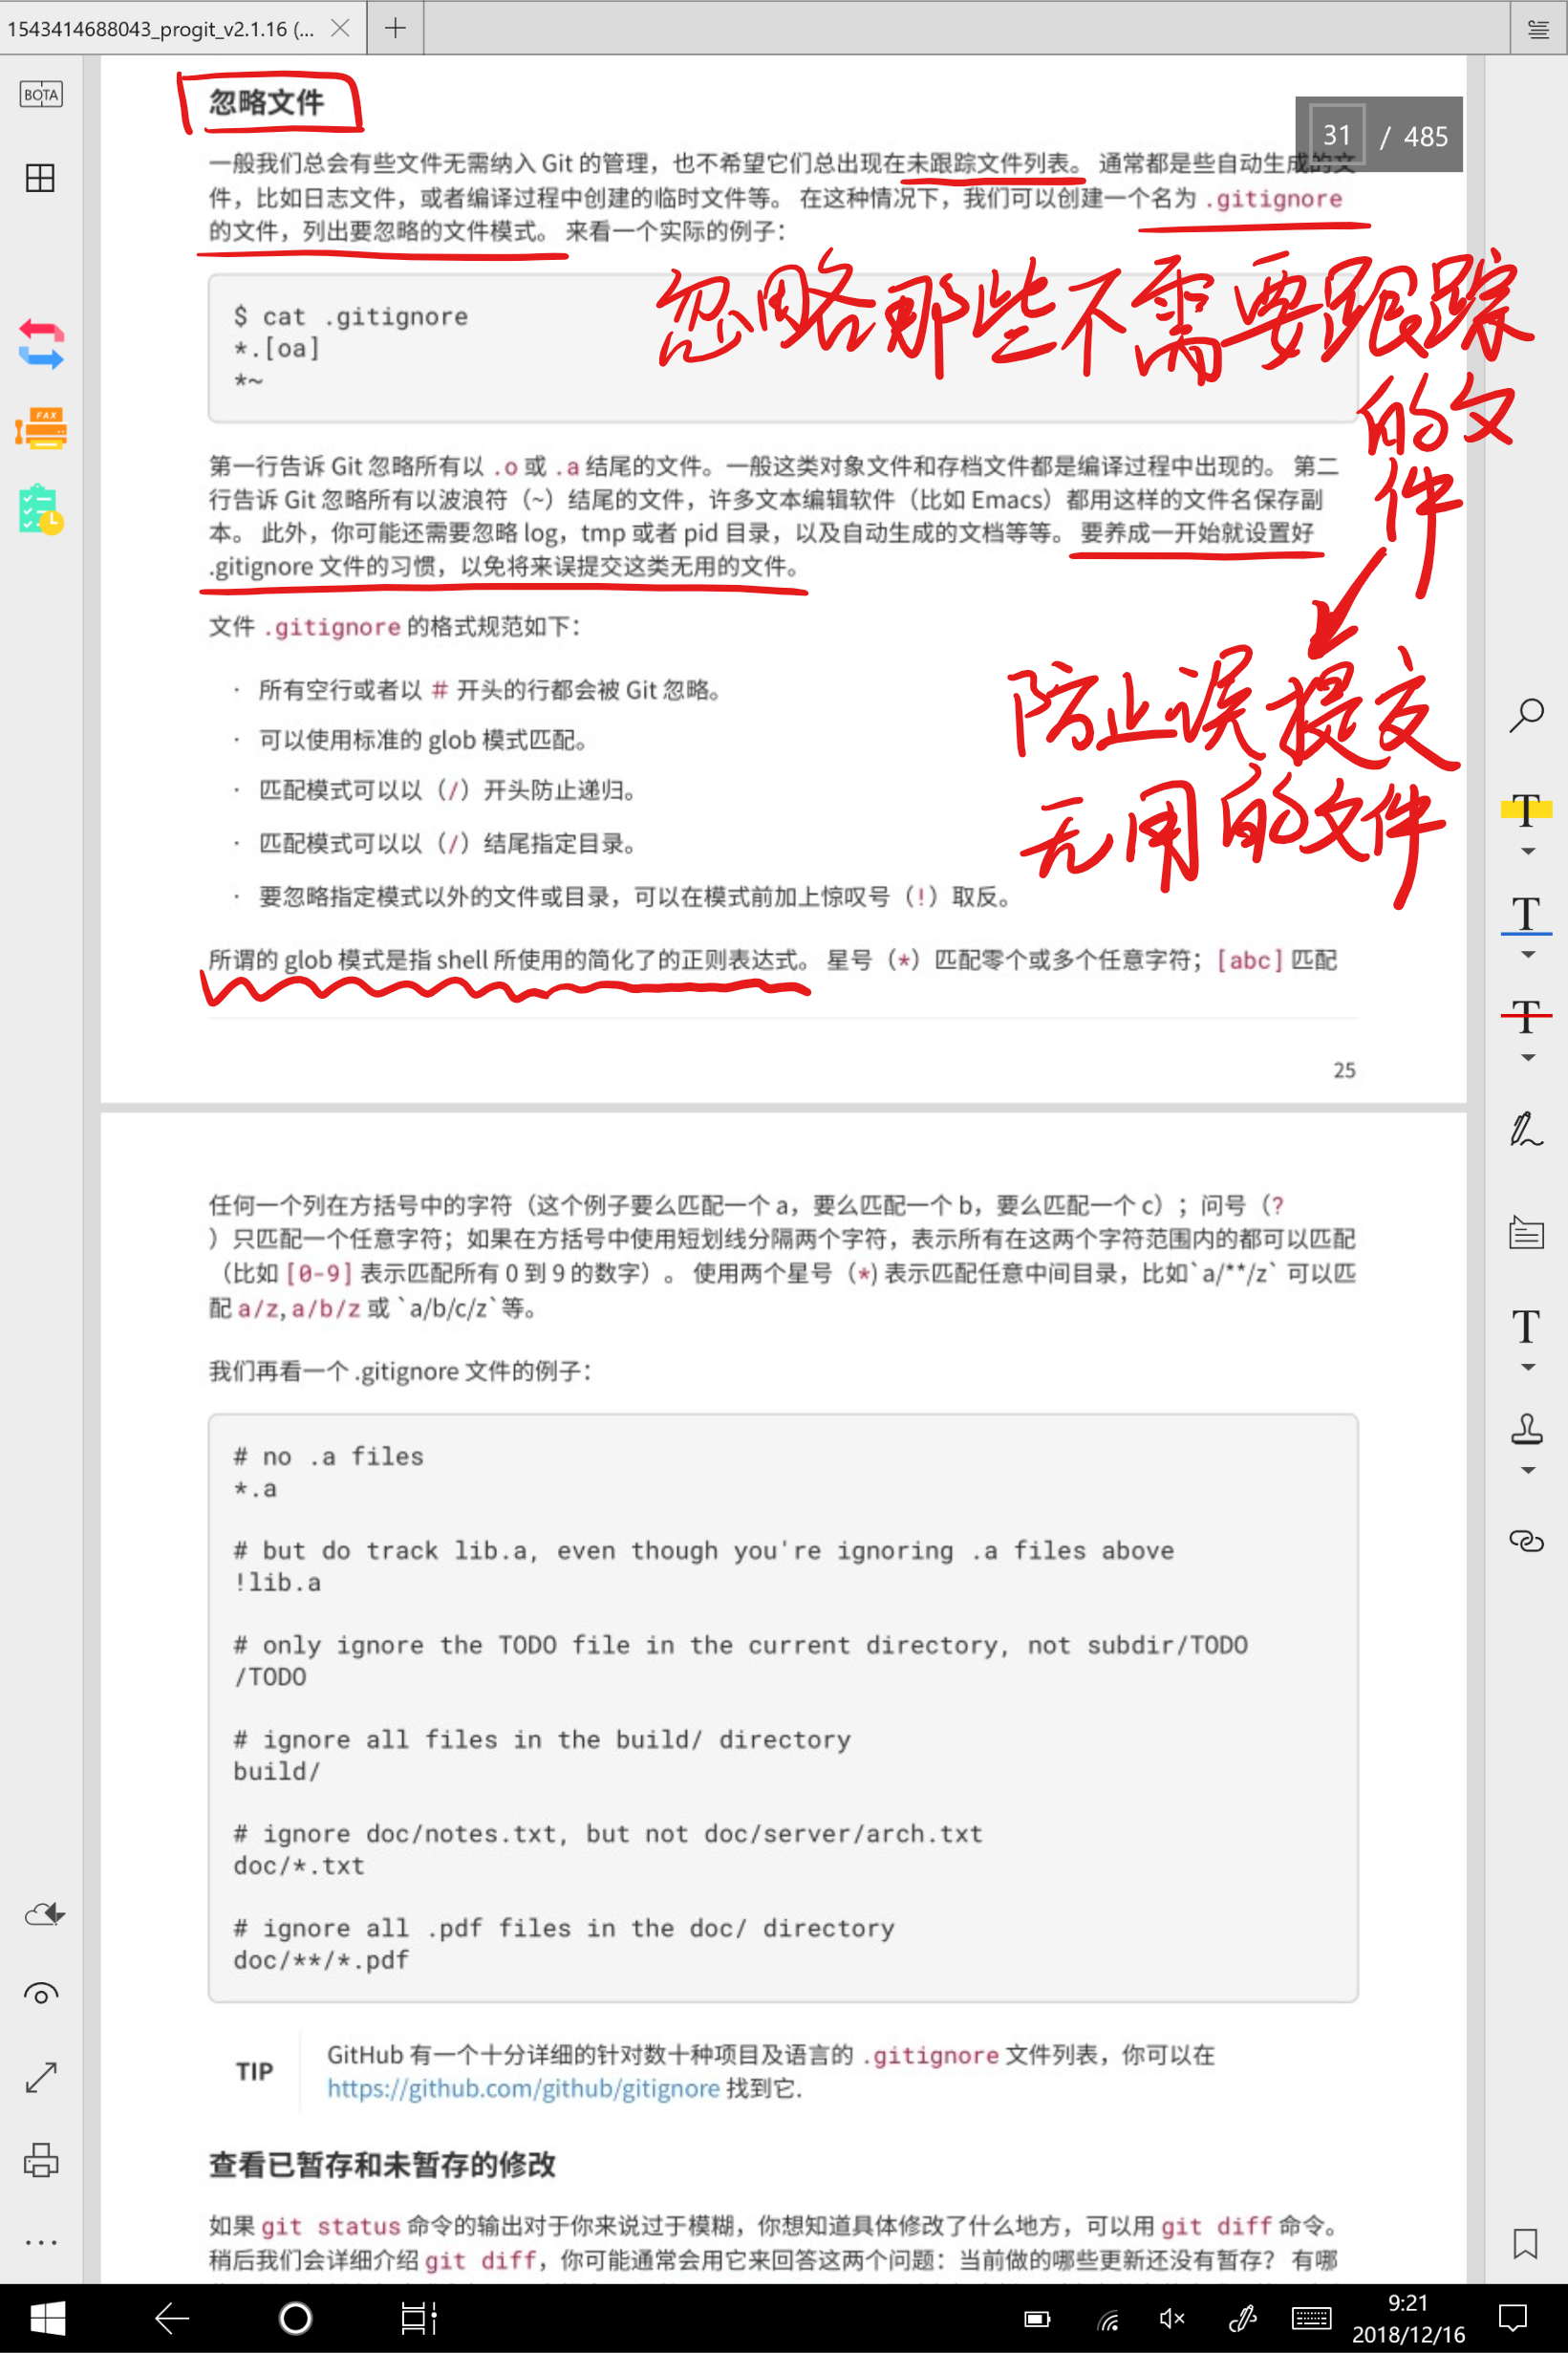 1543414688043_progit_v2.1.16 (...
BOTA
31 / 485
忽略文件
一般我们总会有些文件无需纳入 Git 的管理，也不希望它们总出现在未跟踪文件列表。 通常都是些自动生成的文
件，比如日志文件，或者编译过程中创建的临时文件等。 在这种情况下，我们可以创建一个名为 .gitignore
的文件，列出要忽略的文件模式。 来看一个实际的例子：
忽略那些不需要跟踪
的文
件
$ cat .gitignore
*.[oa]
*~
FAX
第一行告诉 Git 忽略所有以 .o 或 .a 结尾的文件。一般这类对象文件和存档文件都是编译过程中出现的。 第二
行告诉 Git 忽略所有以波浪符（~）结尾的文件，许多文本编辑软件（比如 Emacs）都用这样的文件名保存副
本。 此外，你可能还需要忽略 log，tmp 或者 pid 目录，以及自动生成的文档等等。 要养成一开始就设置好
.gitignore 文件的习惯，以免将来误提交这类无用的文件。
文件 .gitignore 的格式规范如下：
· 所有空行或者以 # 开头的行都会被 Git 忽略。
防止误提交
无用的文件
· 可以使用标准的 glob 模式匹配。
· 匹配模式可以以（/）开头防止递归。
· 匹配模式可以以（/）结尾指定目录。
· 要忽略指定模式以外的文件或目录，可以在模式前加上惊叹号（!）取反。
所谓的 glob 模式是指 shell 所使用的简化了的正则表达式。 星号（*）匹配零个或多个任意字符；[abc] 匹配
25
任何一个列在方括号中的字符（这个例子要么匹配一个 a，要么匹配一个 b，要么匹配一个 c）；问号（?
）只匹配一个任意字符；如果在方括号中使用短划线分隔两个字符，表示所有在这两个字符范围内的都可以匹配
（比如 [0-9] 表示匹配所有 0 到 9 的数字）。 使用两个星号（*) 表示匹配任意中间目录，比如`a/**/z` 可以匹
配 a/z, a/b/z 或 `a/b/c/z`等。
我们再看一个 .gitignore 文件的例子：
# no .a files
*.a
# but do track lib.a, even though you're ignoring .a files above
!lib.a
# only ignore the TODO file in the current directory, not subdir/TODO
/TODO
# ignore all files in the build/ directory
build/
# ignore doc/notes.txt, but not doc/server/arch.txt
doc/*.txt
# ignore all .pdf files in the doc/ directory
doc/**/*.pdf
TIP
GitHub 有一个十分详细的针对数十种项目及语言的 .gitignore 文件列表，你可以在
https://github.com/github/gitignore 找到它.
查看已暂存和未暂存的修改
如果 git status 命令的输出对于你来说过于模糊，你想知道具体修改了什么地方，可以用 git diff 命令。
稍后我们会详细介绍 git diff，你可能通常会用它来回答这两个问题：当前做的哪些更新还没有暂存？ 有哪
9:21
2018/12/16